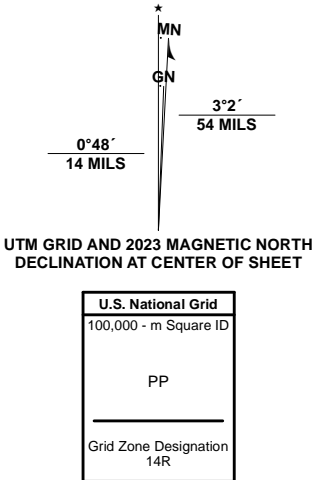 ★
MN
GN
3°2´
54 MILS
0°48´
14 MILS
UTM GRID AND 2023 MAGNETIC NORTH
DECLINATION AT CENTER OF SHEET
U.S. National Grid
100,000 - m Square ID
PP
Grid Zone Designation
14R